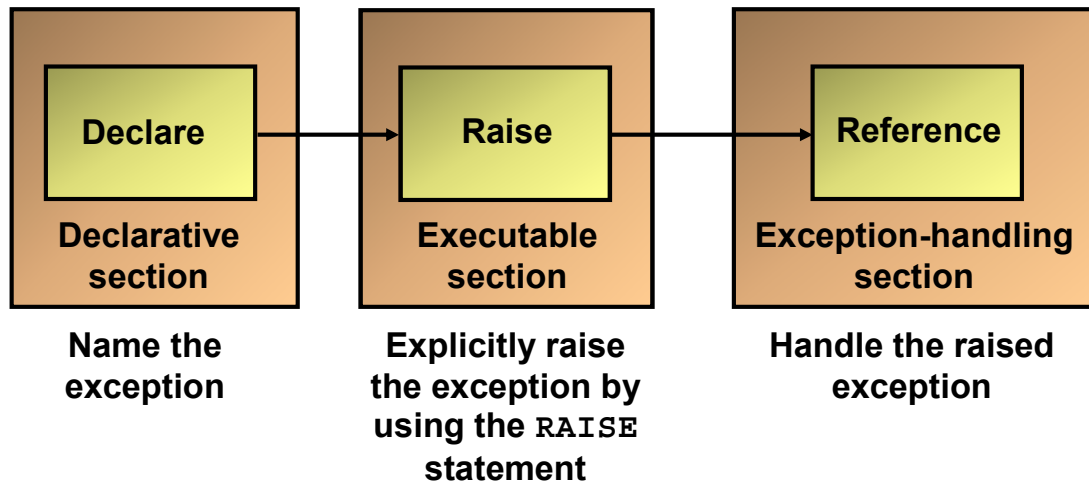 Declare
Declarative
section
Name the
exception
Raise
Executable
section
Explicitly raise
the exception by
using the RAISE
statement
Reference
Exception-handling
section
Handle the raised
exception